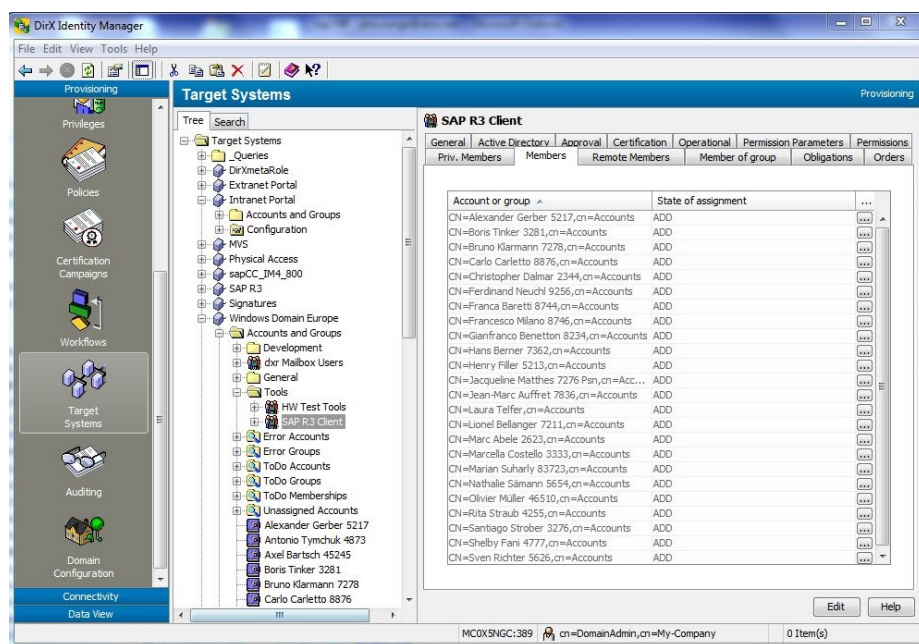 DirX Identity Manager
File Edit View Tools Help
Provisioning
Privileges
Policies
Certification
Campaigns
Workflows
Target
Systems
Auditing
Domain
Configuration
Connectivity
Data View
Target Systems
Provisioning
Tree Search
Target Systems
_Queries
DirXmetaRole
Extranet Portal
Intranet Portal
Accounts and Groups
Configuration
MVS
Physical Access
sapCC_IM4_800
SAP R3
Signatures
Windows Domain Europe
Accounts and Groups
Development
dxr Mailbox Users
General
Tools
HW Test Tools
SAP R3 Client
Error Accounts
Error Groups
ToDo Accounts
ToDo Groups
ToDo Memberships
Unassigned Accounts
Alexander Gerber 5217
Antonio Tymchuk 4873
Axel Bartsch 45245
Boris Tinker 3281
Bruno Klarmann 7278
Carlo Carletto 8876
SAP R3 Client
General Active Directory Approval Certification Operational Permission Parameters Permissions
Priv. Members Members Remote Members Member of group Obligations Orders
Account or group State of assignment ...
CN=Alexander Gerber 5217,cn=Accounts ADD ...
CN=Boris Tinker 3281,cn=Accounts ADD ...
CN=Bruno Klarmann 7278,cn=Accounts ADD ...
CN=Carlo Carletto 8876,cn=Accounts ADD ...
CN=Christopher Dalmar 2344,cn=Accounts ADD ...
CN=Ferdinand Neuchl 9256,cn=Accounts ADD ...
CN=Franca Baretti 8744,cn=Accounts ADD ...
CN=Francesco Milano 8746,cn=Accounts ADD ...
CN=Gianfranco Benetton 8234,cn=Accounts ADD ...
CN=Hans Berner 7362,cn=Accounts ADD ...
CN=Henry Filler 5213,cn=Accounts ADD ...
CN=Jacqueline Matthes 7276 Psn,cn=Acc... ADD ...
CN=Jean-Marc Auffret 7836,cn=Accounts ADD ...
CN=Laura Telfer,cn=Accounts ADD ...
CN=Lionel Bellanger 7211,cn=Accounts ADD ...
CN=Marc Abele 2623,cn=Accounts ADD ...
CN=Marcella Costello 3333,cn=Accounts ADD ...
CN=Marian Suharly 83723,cn=Accounts ADD ...
CN=Nathalie Sämann 5654,cn=Accounts ADD ...
CN=Olivier Müller 46510,cn=Accounts ADD ...
CN=Rita Straub 4255,cn=Accounts ADD ...
CN=Santiago Strober 3276,cn=Accounts ADD ...
CN=Shelby Fani 4777,cn=Accounts ADD ...
CN=Sven Richter 5626,cn=Accounts ADD ...
Edit Help
MC0X5NGC:389 cn=DomainAdmin,cn=My-Company 0 Item(s)